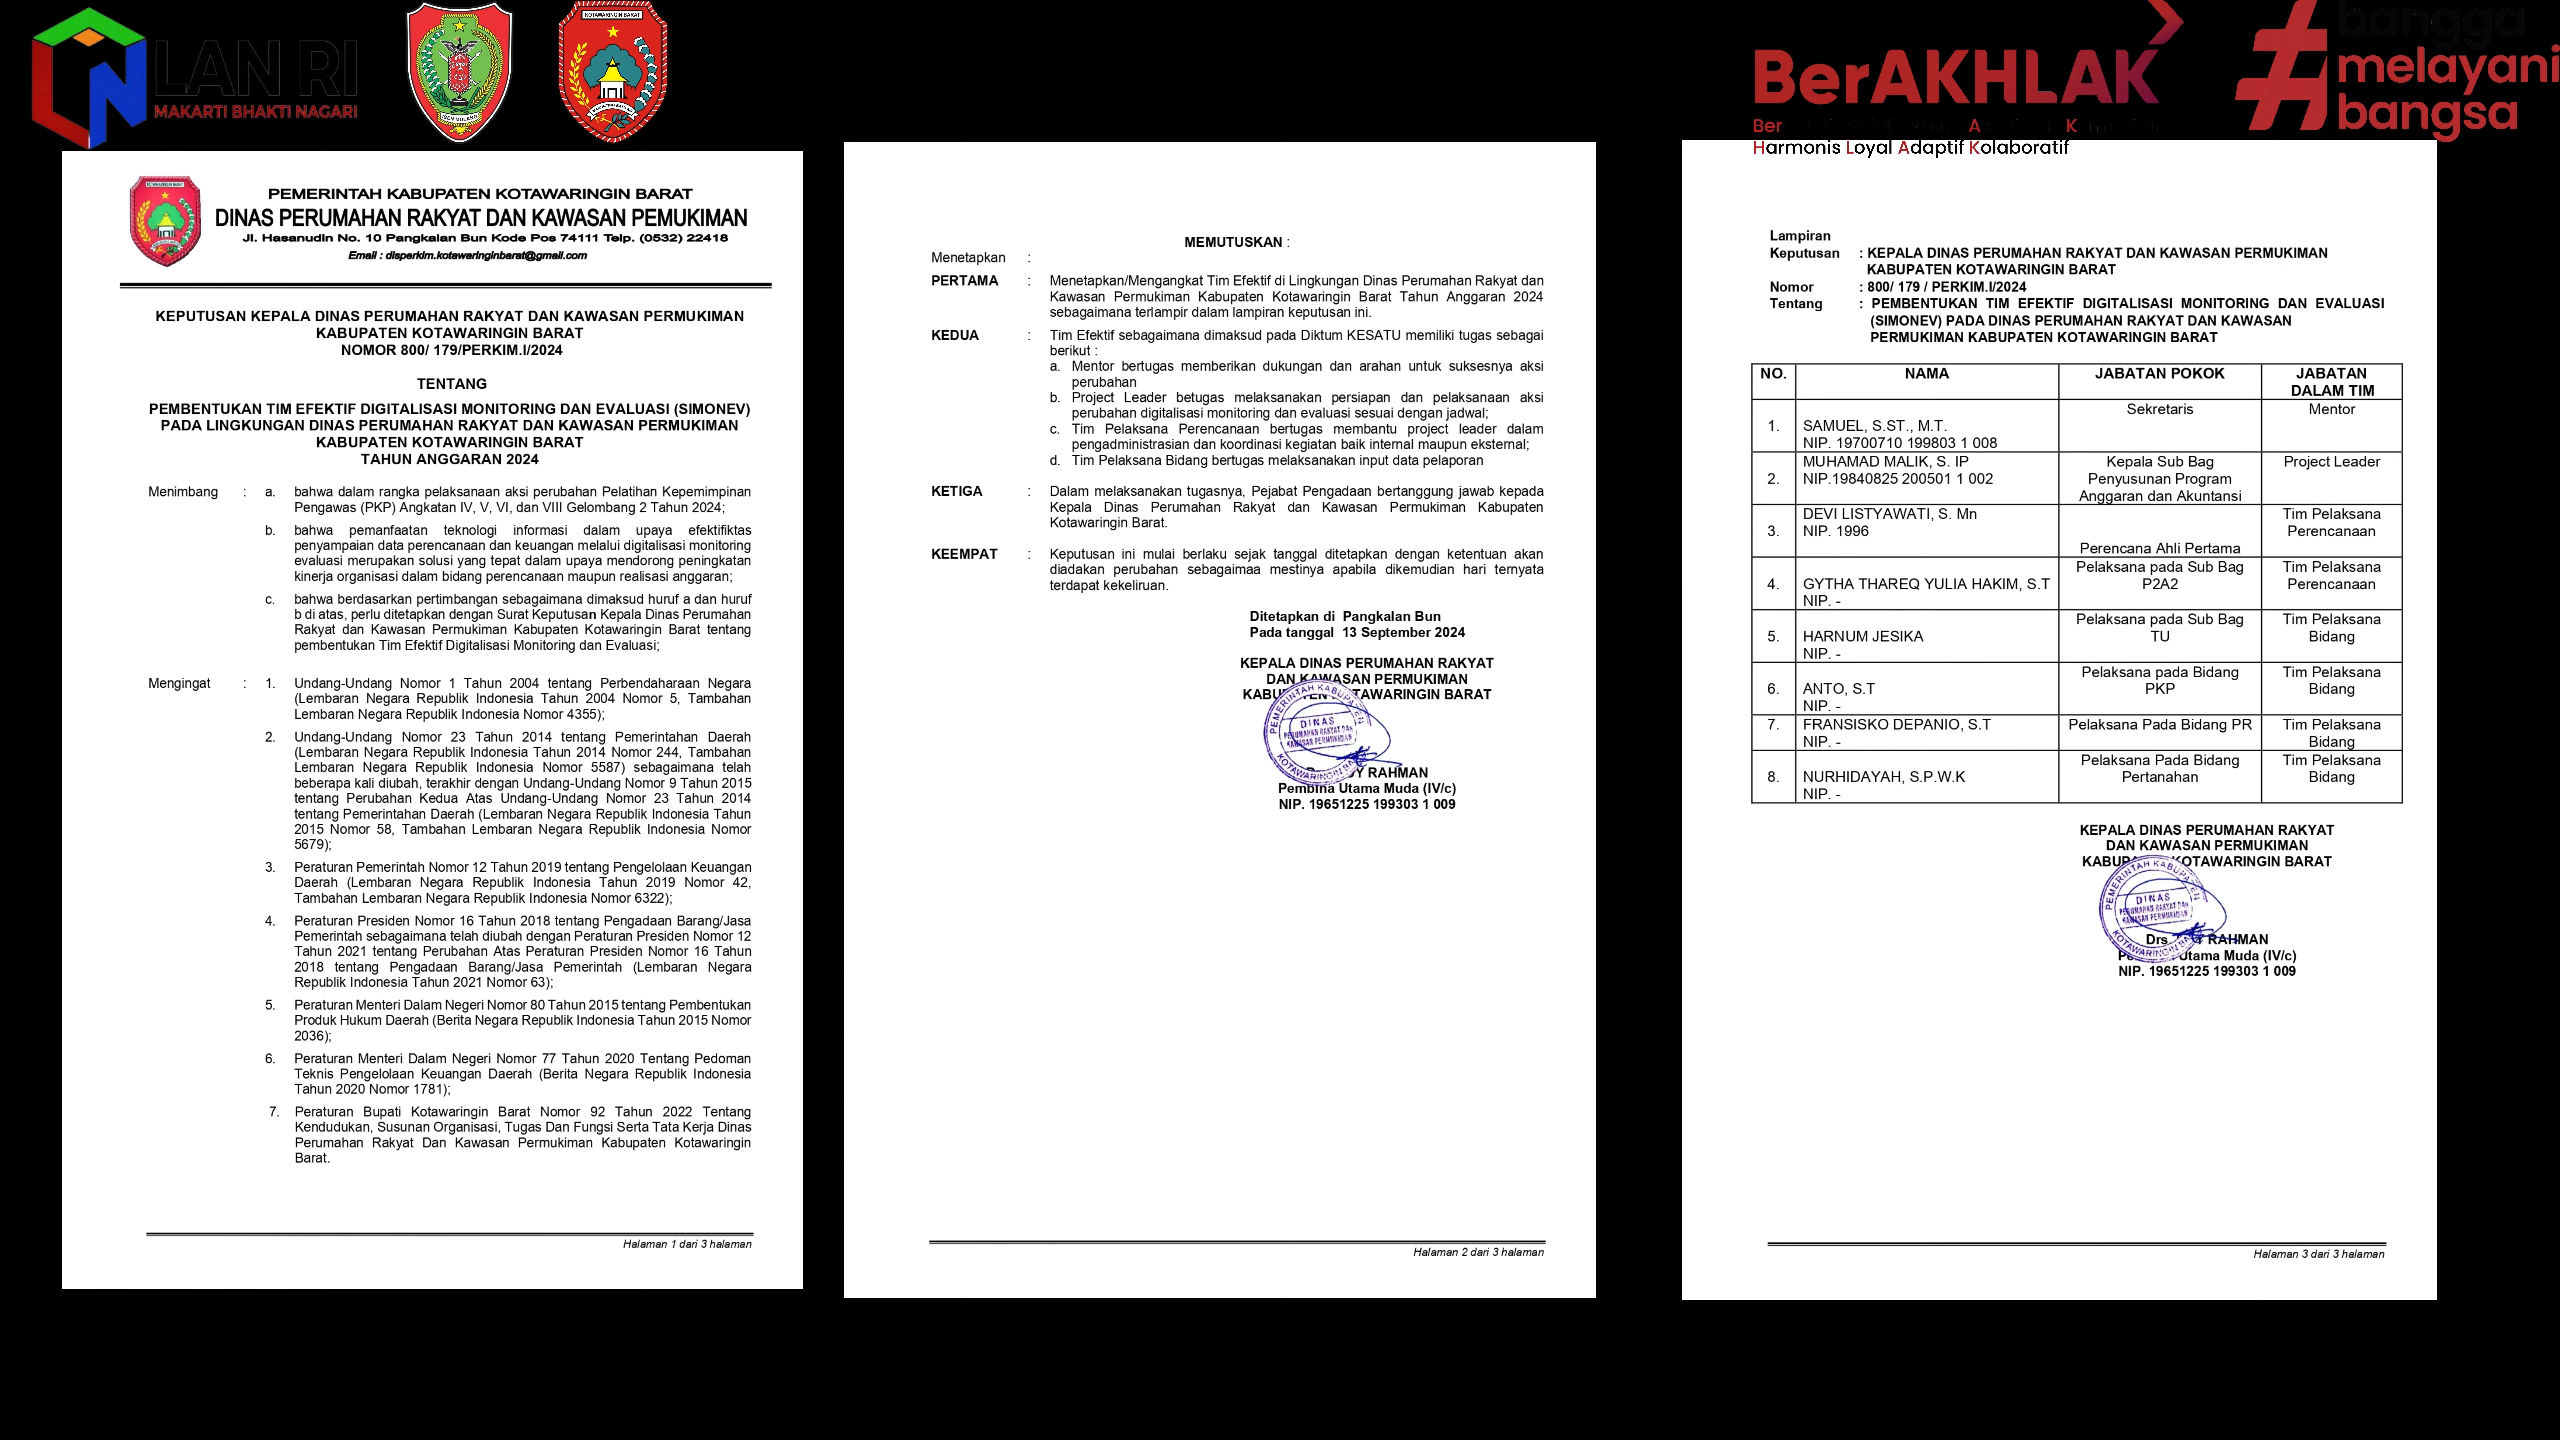 LAN RI
MAKARTI BHAKTI NAGARI
KOTAWARINGIN BARAT
BerAKHLAK
Ber A K
Harmonis Loyal Adaptif Kolaboratif
#
bangga
melayani
bangsa
PEMERINTAH KABUPATEN KOTAWARINGIN BARAT
DINAS PERUMAHAN RAKYAT DAN KAWASAN PEMUKIMAN
Jl. Hasanudin No. 10 Pangkalan Bun Kode Pos 74111 Telp. (0532) 22418
Email : disperkim.kotawaringinbarat@gmail.com
KEPUTUSAN KEPALA DINAS PERUMAHAN RAKYAT DAN KAWASAN PERMUKIMAN
KABUPATEN KOTAWARINGIN BARAT
NOMOR 800/ 179/PERKIM.I/2024
TENTANG
PEMBENTUKAN TIM EFEKTIF DIGITALISASI MONITORING DAN EVALUASI (SIMONEV)
PADA LINGKUNGAN DINAS PERUMAHAN RAKYAT DAN KAWASAN PERMUKIMAN
KABUPATEN KOTAWARINGIN BARAT
TAHUN ANGGARAN 2024
Menimbang : a. bahwa dalam rangka pelaksanaan aksi perubahan Pelatihan Kepemimpinan
Pengawas (PKP) Angkatan IV, V, VI, dan VIII Gelombang 2 Tahun 2024;
b. bahwa pemanfaatan teknologi informasi dalam upaya efektifiktas
penyampaian data perencanaan dan keuangan melalui digitalisasi monitoring
evaluasi merupakan solusi yang tepat dalam upaya mendorong peningkatan
kinerja organisasi dalam bidang perencanaan maupun realisasi anggaran;
c. bahwa berdasarkan pertimbangan sebagaimana dimaksud huruf a dan huruf
b di atas, perlu ditetapkan dengan Surat Keputusan Kepala Dinas Perumahan
Rakyat dan Kawasan Permukiman Kabupaten Kotawaringin Barat tentang
pembentukan Tim Efektif Digitalisasi Monitoring dan Evaluasi;
Mengingat : 1. Undang-Undang Nomor 1 Tahun 2004 tentang Perbendaharaan Negara
(Lembaran Negara Republik Indonesia Tahun 2004 Nomor 5, Tambahan
Lembaran Negara Republik Indonesia Nomor 4355);
2. Undang-Undang Nomor 23 Tahun 2014 tentang Pemerintahan Daerah
(Lembaran Negara Republik Indonesia Tahun 2014 Nomor 244, Tambahan
Lembaran Negara Republik Indonesia Nomor 5587) sebagaimana telah
beberapa kali diubah, terakhir dengan Undang-Undang Nomor 9 Tahun 2015
tentang Perubahan Kedua Atas Undang-Undang Nomor 23 Tahun 2014
tentang Pemerintahan Daerah (Lembaran Negara Republik Indonesia Tahun
2015 Nomor 58, Tambahan Lembaran Negara Republik Indonesia Nomor
5679);
3. Peraturan Pemerintah Nomor 12 Tahun 2019 tentang Pengelolaan Keuangan
Daerah (Lembaran Negara Republik Indonesia Tahun 2019 Nomor 42,
Tambahan Lembaran Negara Republik Indonesia Nomor 6322);
4. Peraturan Presiden Nomor 16 Tahun 2018 tentang Pengadaan Barang/Jasa
Pemerintah sebagaimana telah diubah dengan Peraturan Presiden Nomor 12
Tahun 2021 tentang Perubahan Atas Peraturan Presiden Nomor 16 Tahun
2018 tentang Pengadaan Barang/Jasa Pemerintah (Lembaran Negara
Republik Indonesia Tahun 2021 Nomor 63);
5. Peraturan Menteri Dalam Negeri Nomor 80 Tahun 2015 tentang Pembentukan
Produk Hukum Daerah (Berita Negara Republik Indonesia Tahun 2015 Nomor
2036);
6. Peraturan Menteri Dalam Negeri Nomor 77 Tahun 2020 Tentang Pedoman
Teknis Pengelolaan Keuangan Daerah (Berita Negara Republik Indonesia
Tahun 2020 Nomor 1781);
7. Peraturan Bupati Kotawaringin Barat Nomor 92 Tahun 2022 Tentang
Kendudukan, Susunan Organisasi, Tugas Dan Fungsi Serta Tata Kerja Dinas
Perumahan Rakyat Dan Kawasan Permukiman Kabupaten Kotawaringin
Barat.
Halaman 1 dari 3 halaman
MEMUTUSKAN :
Menetapkan :
PERTAMA : Menetapkan/Mengangkat Tim Efektif di Lingkungan Dinas Perumahan Rakyat dan
Kawasan Permukiman Kabupaten Kotawaringin Barat Tahun Anggaran 2024
sebagaimana terlampir dalam lampiran keputusan ini.
KEDUA : Tim Efektif sebagaimana dimaksud pada Diktum KESATU memiliki tugas sebagai
berikut :
a. Mentor bertugas memberikan dukungan dan arahan untuk suksesnya aksi
perubahan
b. Project Leader betugas melaksanakan persiapan dan pelaksanaan aksi
perubahan digitalisasi monitoring dan evaluasi sesuai dengan jadwal;
c. Tim Pelaksana Perencanaan bertugas membantu project leader dalam
pengadministrasian dan koordinasi kegiatan baik internal maupun eksternal;
d. Tim Pelaksana Bidang bertugas melaksanakan input data pelaporan
KETIGA : Dalam melaksanakan tugasnya, Pejabat Pengadaan bertanggung jawab kepada
Kepala Dinas Perumahan Rakyat dan Kawasan Permukiman Kabupaten
Kotawaringin Barat.
KEEMPAT : Keputusan ini mulai berlaku sejak tanggal ditetapkan dengan ketentuan akan
diadakan perubahan sebagaimaa mestinya apabila dikemudian hari ternyata
terdapat kekeliruan.
Ditetapkan di Pangkalan Bun
Pada tanggal 13 September 2024
KEPALA DINAS PERUMAHAN RAKYAT
DAN KAWASAN PERMUKIMAN
KABUPATEN KOTAWARINGIN BARAT
PEMERINTAH KABUPATEN
DINAS
PERUMAHAN RAKYAT DAN
KAWASAN PERMUKIMAN
RAHMAN
Pembina Utama Muda (IV/c)
NIP. 19651225 199303 1 009
Halaman 2 dari 3 halaman
Lampiran
Keputusan : KEPALA DINAS PERUMAHAN RAKYAT DAN KAWASAN PERMUKIMAN
KABUPATEN KOTAWARINGIN BARAT
Nomor : 800/ 179 / PERKIM.I/2024
Tentang : PEMBENTUKAN TIM EFEKTIF DIGITALISASI MONITORING DAN EVALUASI
(SIMONEV) PADA DINAS PERUMAHAN RAKYAT DAN KAWASAN
PERMUKIMAN KABUPATEN KOTAWARINGIN BARAT
NO. NAMA JABATAN POKOK JABATAN
DALAM TIM
Sekretaris Mentor
1. SAMUEL, S.ST., M.T.
NIP. 19700710 199803 1 008
MUHAMAD MALIK, S. IP Kepala Sub Bag Project Leader
2. NIP.19840825 200501 1 002 Penyusunan Program
Anggaran dan Akuntansi
DEVI LISTYAWATI, S. Mn Tim Pelaksana
3. NIP. 1996 Perencanaan
Perencana Ahli Pertama
Pelaksana pada Sub Bag Tim Pelaksana
4. GYTHA THAREQ YULIA HAKIM, S.T P2A2 Perencanaan
NIP. -
Pelaksana pada Sub Bag Tim Pelaksana
5. HARNUM JESIKA TU Bidang
NIP. -
Pelaksana pada Bidang Tim Pelaksana
6. ANTO, S.T PKP Bidang
NIP. -
7. FRANSISKO DEPANIO, S.T Pelaksana Pada Bidang PR Tim Pelaksana
NIP. - Bidang
Pelaksana Pada Bidang Tim Pelaksana
8. NURHIDAYAH, S.P.W.K Pertanahan Bidang
NIP. -
KEPALA DINAS PERUMAHAN RAKYAT
DAN KAWASAN PERMUKIMAN
KABUPATEN KOTAWARINGIN BARAT
PEMERINTAH KABUPATEN
DINAS
PERUMAHAN RAKYAT DAN
KAWASAN PERMUKIMAN
KOTAWARINGIN
Drs RAHMAN
Utama Muda (IV/c)
NIP. 19651225 199303 1 009
Halaman 3 dari 3 halaman